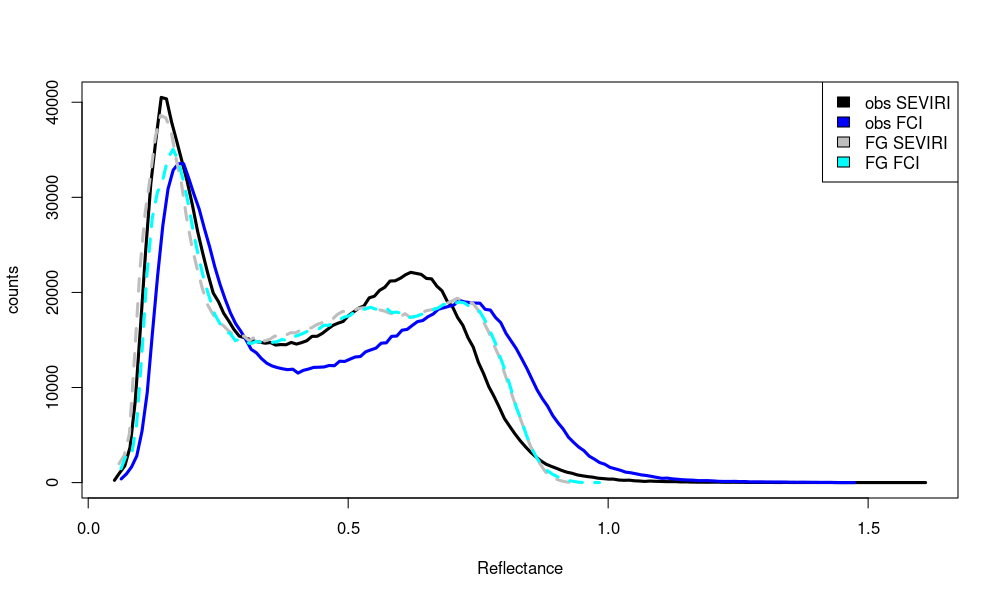 obs SEVIRI
obs FCI
FG SEVIRI
FG FCI
counts
40000
30000
20000
10000
0
0.0 0.5 1.0 1.5
Reflectance